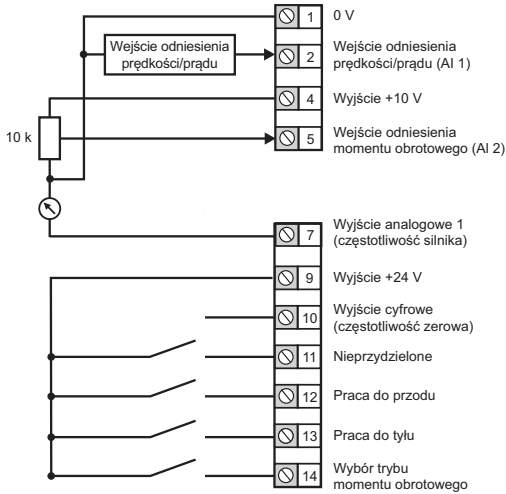 1 0 V
Wejście odniesienia
prędkości/prądu
2 Wejście odniesienia
prędkości/prądu (AI 1)
4 Wyjście +10 V
10 k
5 Wejście odniesienia
momentu obrotowego (AI 2)
7 Wyjście analogowe 1
(częstotliwość silnika)
9 Wyjście +24 V
10 Wyjście cyfrowe
(częstotliwość zerowa)
11 Nieprzydzielone
12 Praca do przodu
13 Praca do tyłu
14 Wybór trybu
momentu obrotowego